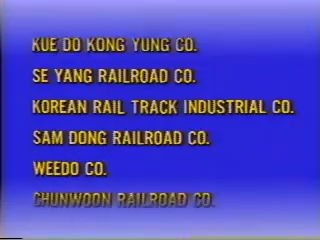 KUE DO KONG YUNG CO.
SE YANG RAILROAD CO.
KOREAN RAIL TRACK INDUSTRIAL CO.
SAM DONG RAILROAD CO.
WEEDO CO.
CHUNWOON RAILROAD CO.